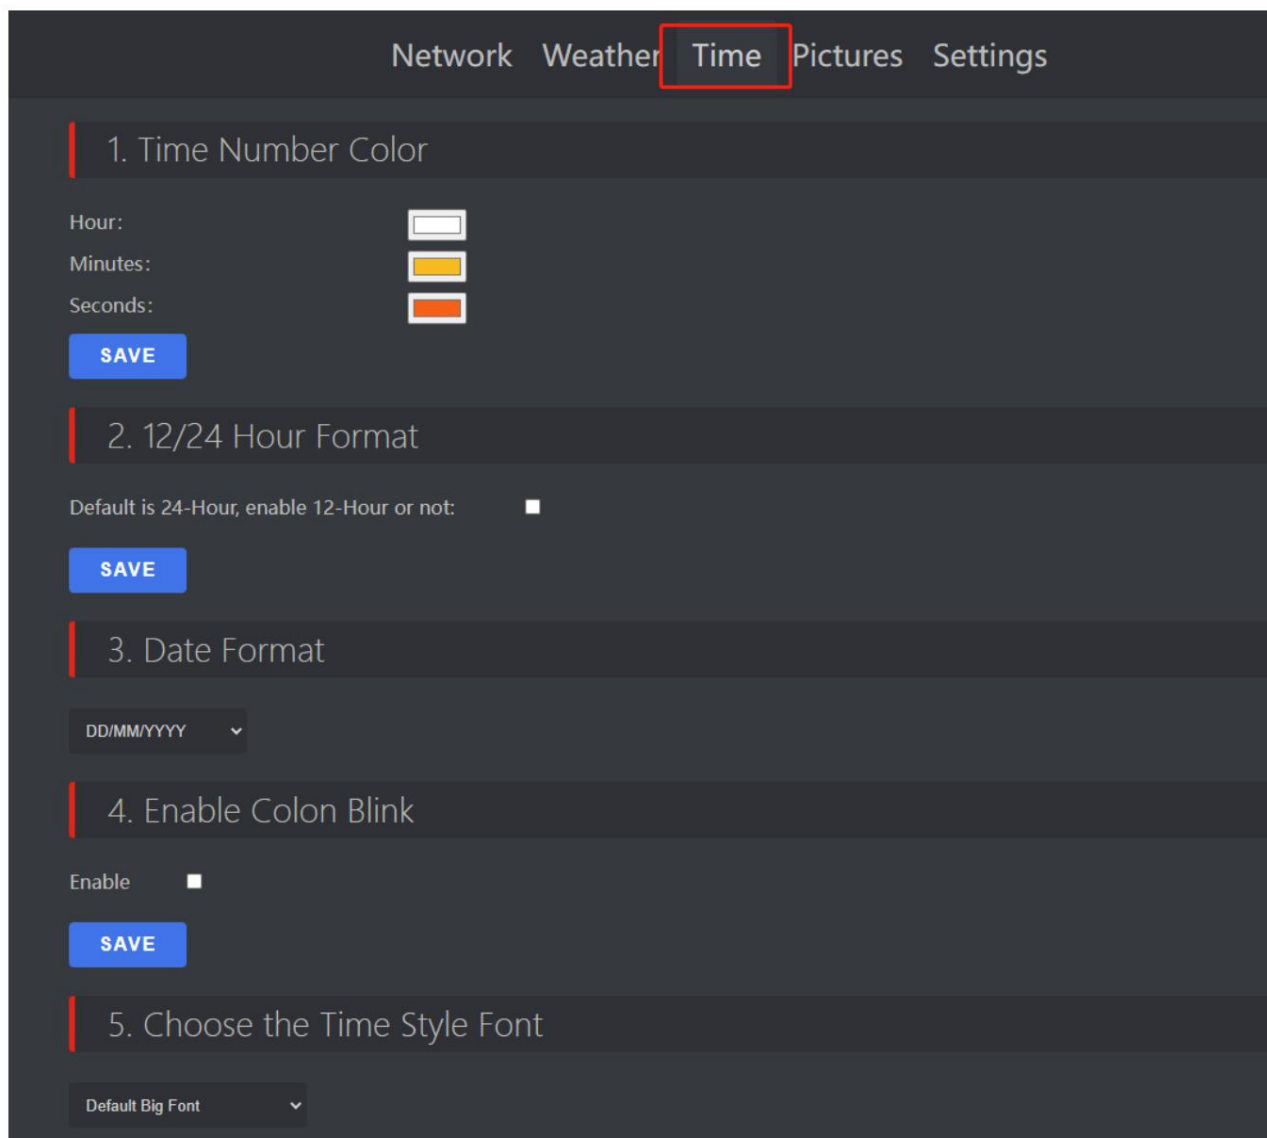 Network Weather Time Pictures Settings
1. Time Number Color
Hour:
Minutes:
Seconds:
SAVE
2. 12/24 Hour Format
Default is 24-Hour, enable 12-Hour or not:
SAVE
3. Date Format
DD/MM/YYYY
4. Enable Colon Blink
Enable
SAVE
5. Choose the Time Style Font
Default Big Font